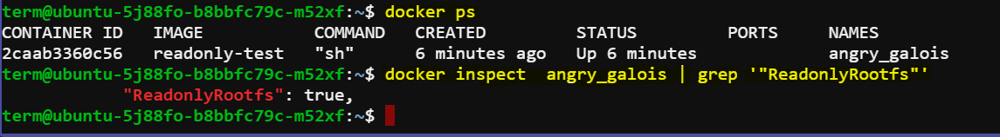 term@ubuntu-5j88fo-b8bbfc79c-m52xf:~$ docker ps
CONTAINER ID   IMAGE           COMMAND   CREATED         STATUS         PORTS     NAMES
2caab3360c56   readonly-test   "sh"      6 minutes ago   Up 6 minutes             angry_galois
term@ubuntu-5j88fo-b8bbfc79c-m52xf:~$ docker inspect  angry_galois | grep '"ReadonlyRootfs"'
            "ReadonlyRootfs": true,
term@ubuntu-5j88fo-b8bbfc79c-m52xf:~$